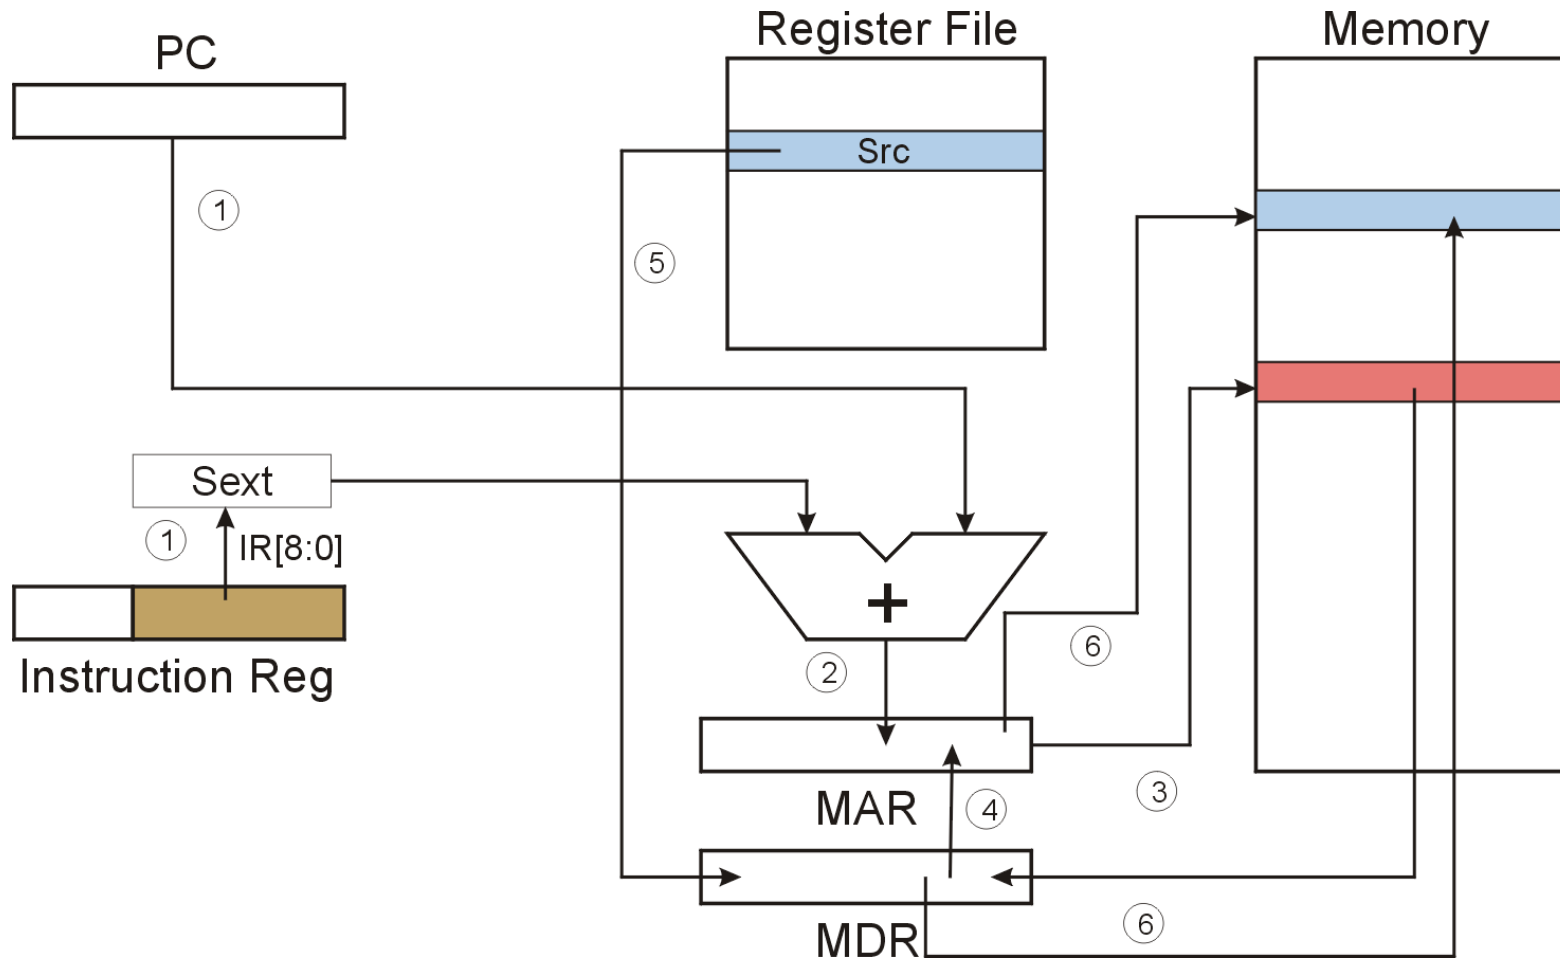 Register File
Memory
PC
Src
1
5
Sext
1
IR[8:0]
+
Instruction Reg
2
6
3
MAR
4
6
MDR